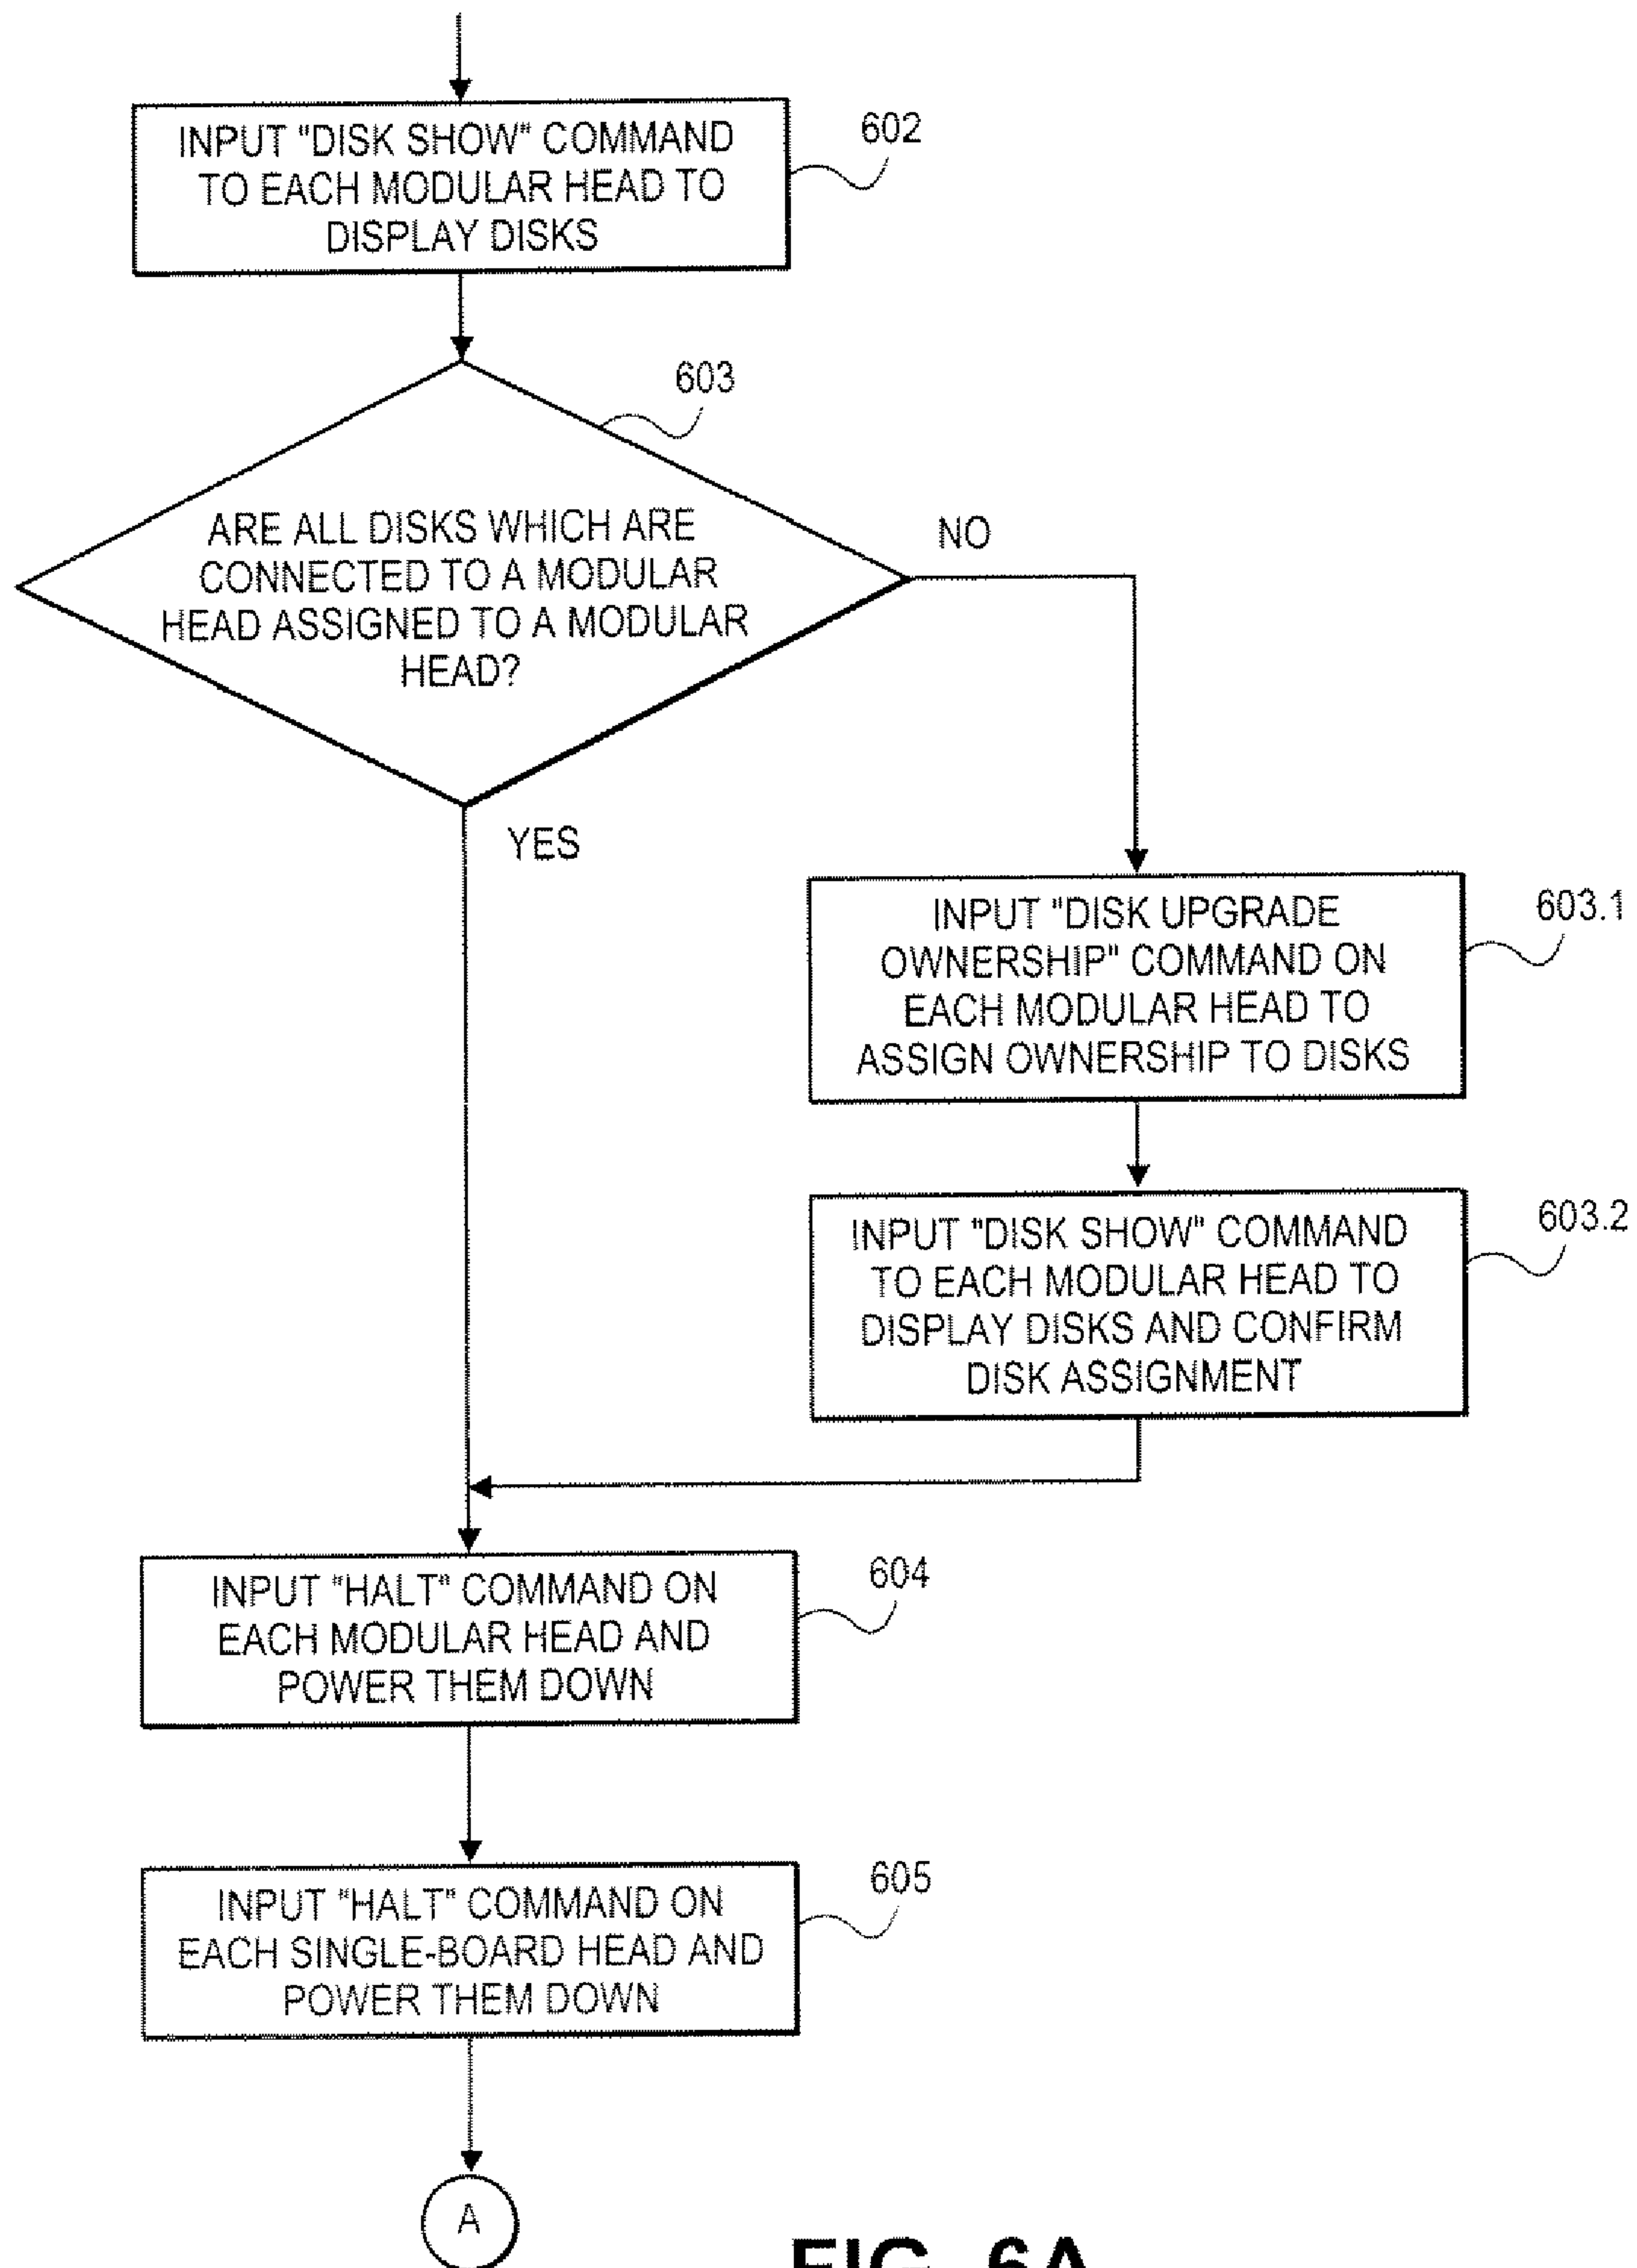 INPUT "DISK SHOW" COMMAND
TO EACH MODULAR HEAD TO
DISPLAY DISKS
602
603
ARE ALL DISKS WHICH ARE
CONNECTED TO A MODULAR
HEAD ASSIGNED TO A MODULAR
HEAD?
NO
YES
INPUT "DISK UPGRADE
OWNERSHIP" COMMAND ON
EACH MODULAR HEAD TO
ASSIGN OWNERSHIP TO DISKS
603.1
INPUT "DISK SHOW" COMMAND
TO EACH MODULAR HEAD TO
DISPLAY DISKS AND CONFIRM
DISK ASSIGNMENT
603.2
INPUT "HALT" COMMAND ON
EACH MODULAR HEAD AND
POWER THEM DOWN
604
INPUT "HALT" COMMAND ON
EACH SINGLE-BOARD HEAD AND
POWER THEM DOWN
605
A
FIG. 6A